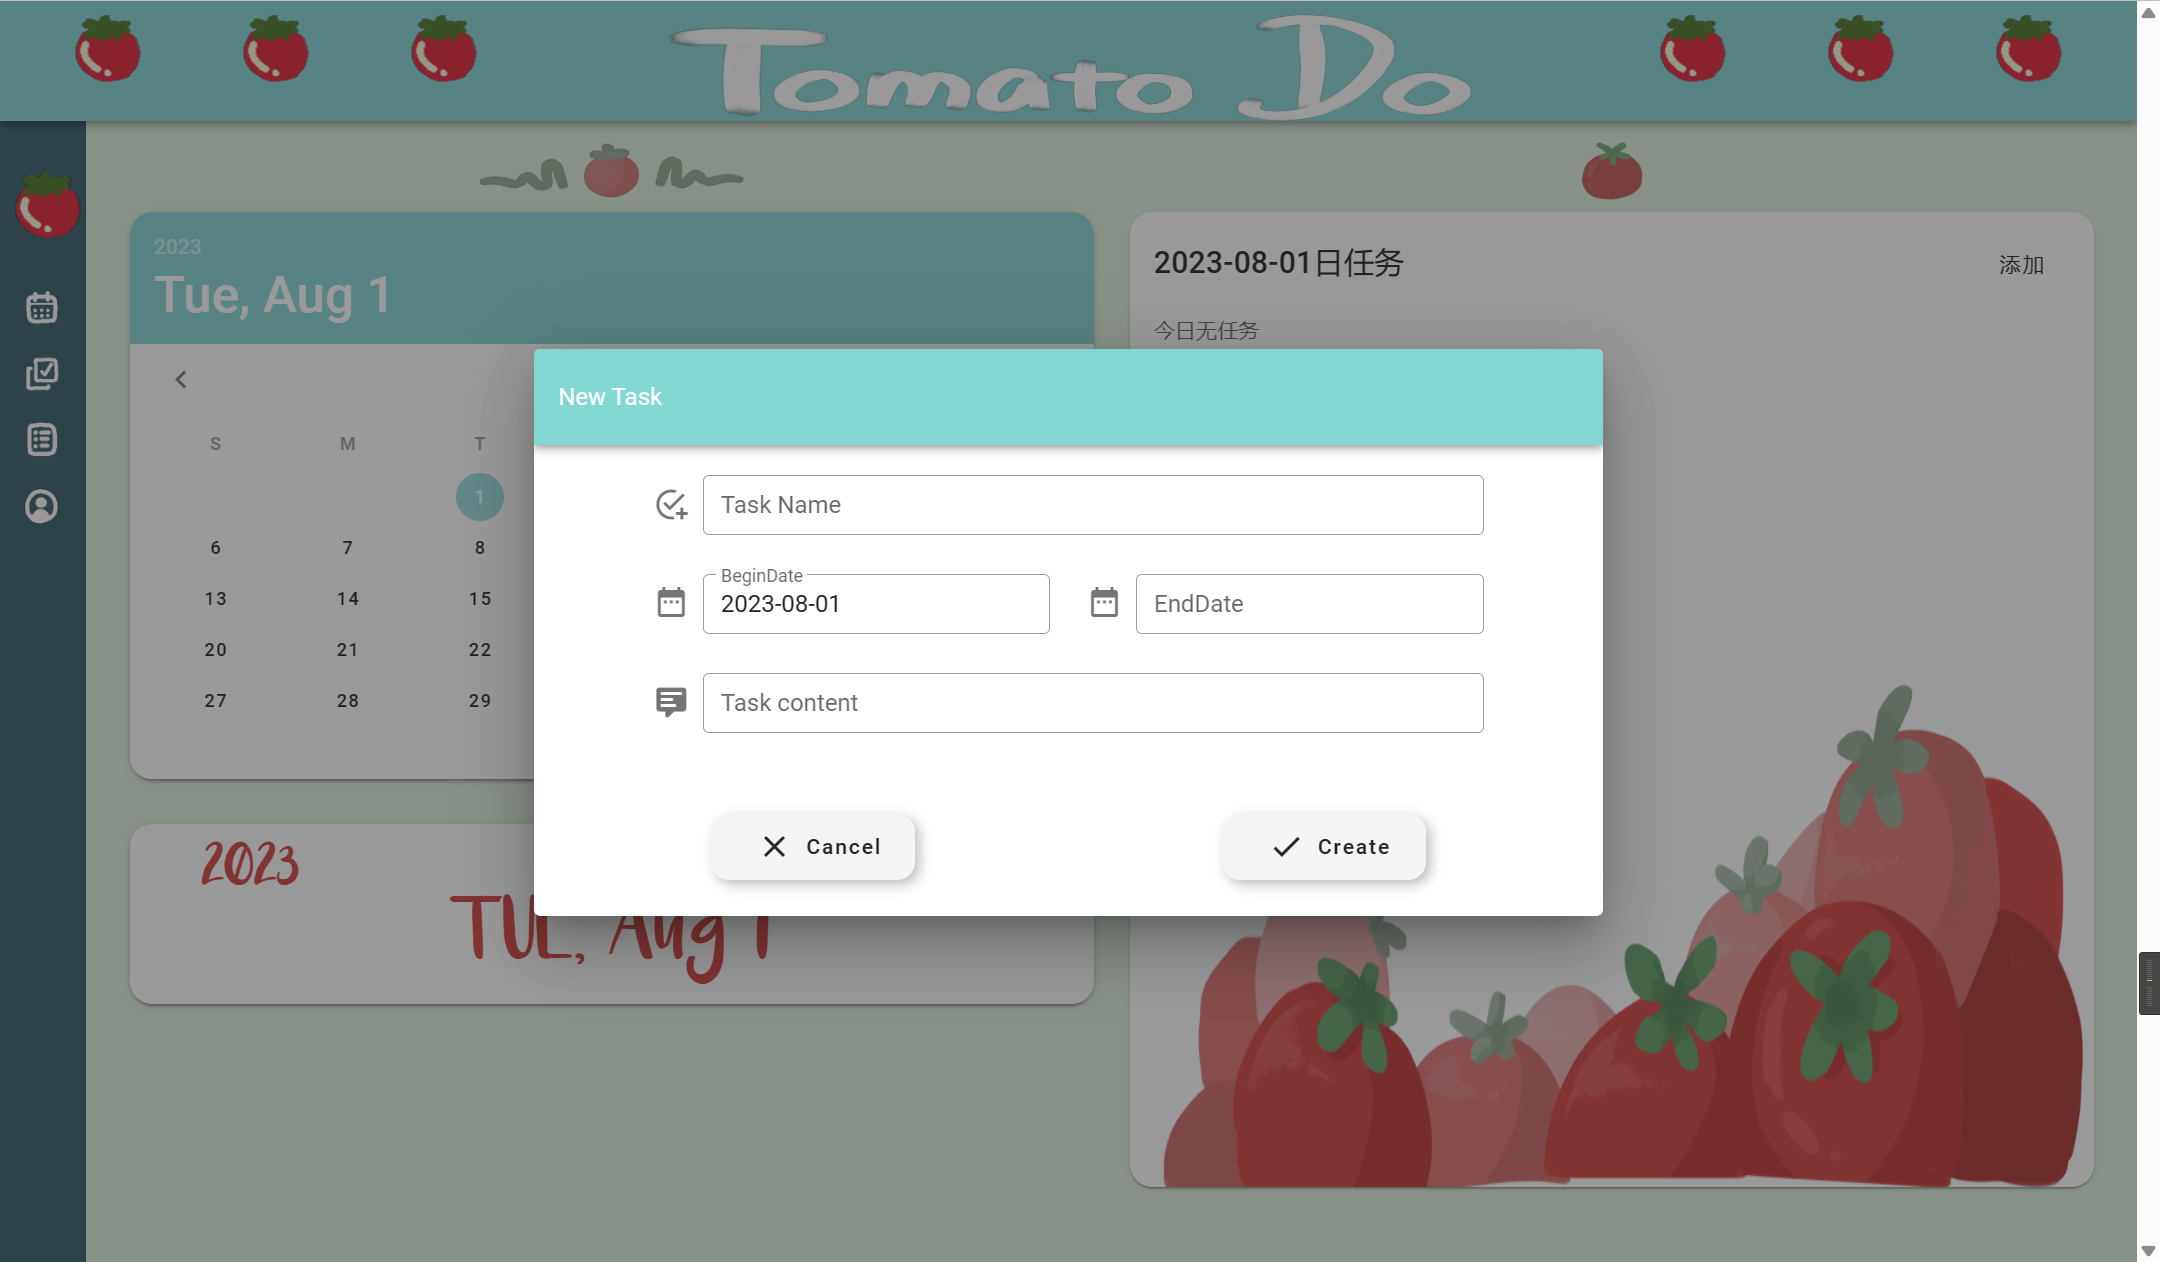 Tomato Do
2023
Tue, Aug 1
S M T
1
6 7 8
13 14 15
20 21 22
27 28 29
2023
TUE, Aug 1
2023-08-01日任务
添加
今日无任务
New Task
Task Name
BeginDate
2023-08-01
EndDate
Task content
Cancel
Create